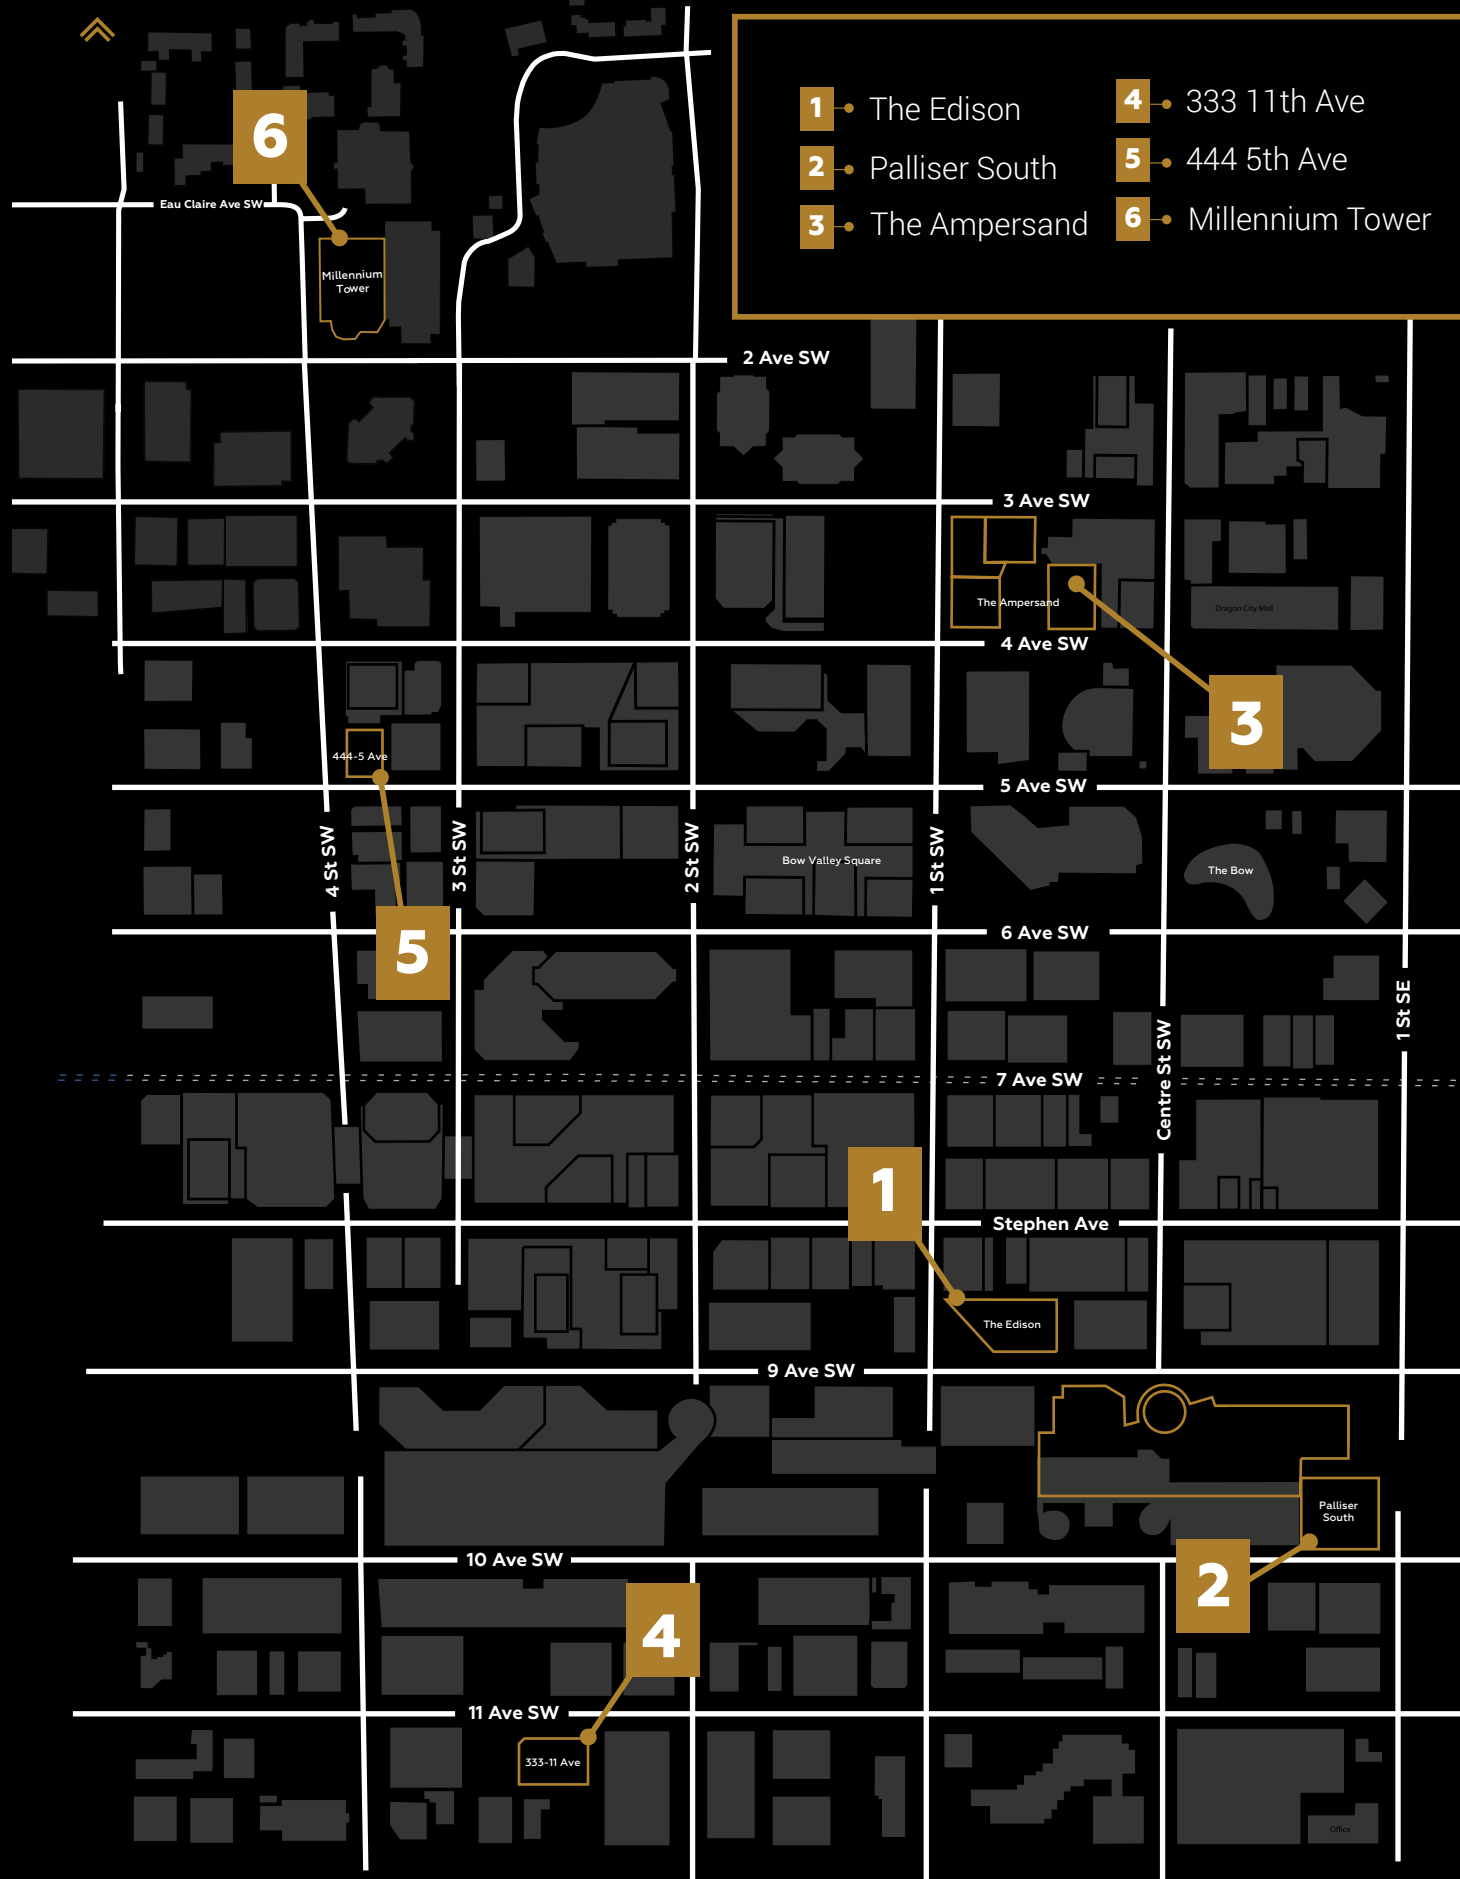 1 The Edison
2 Palliser South
3 The Ampersand
4 333 11th Ave
5 444 5th Ave
6 Millennium Tower
6
Eau Claire Ave SW
Millennium
Tower
2 Ave SW
3 Ave SW
The Ampersand
Dragon City Mall
4 Ave SW
3
444-5 Ave
5 Ave SW
4 St SW
3 St SW
2 St SW
1 St SW
Bow Valley Square
The Bow
6 Ave SW
5
1 St SE
7 Ave SW
Centre St SW
1
Stephen Ave
The Edison
9 Ave SW
Palliser
South
10 Ave SW
2
4
11 Ave SW
333-11 Ave
Office